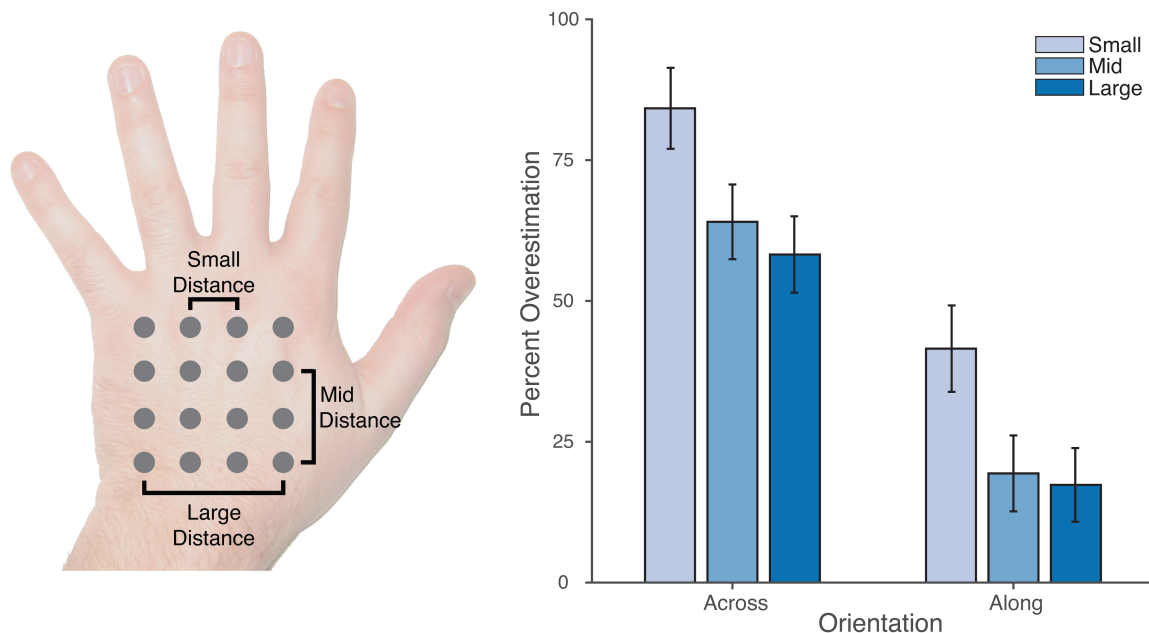 Small
Distance
Mid
Distance
Large
Distance
Percent Overestimation
100
75
50
25
0
Small
Mid
Large
Across
Along
Orientation